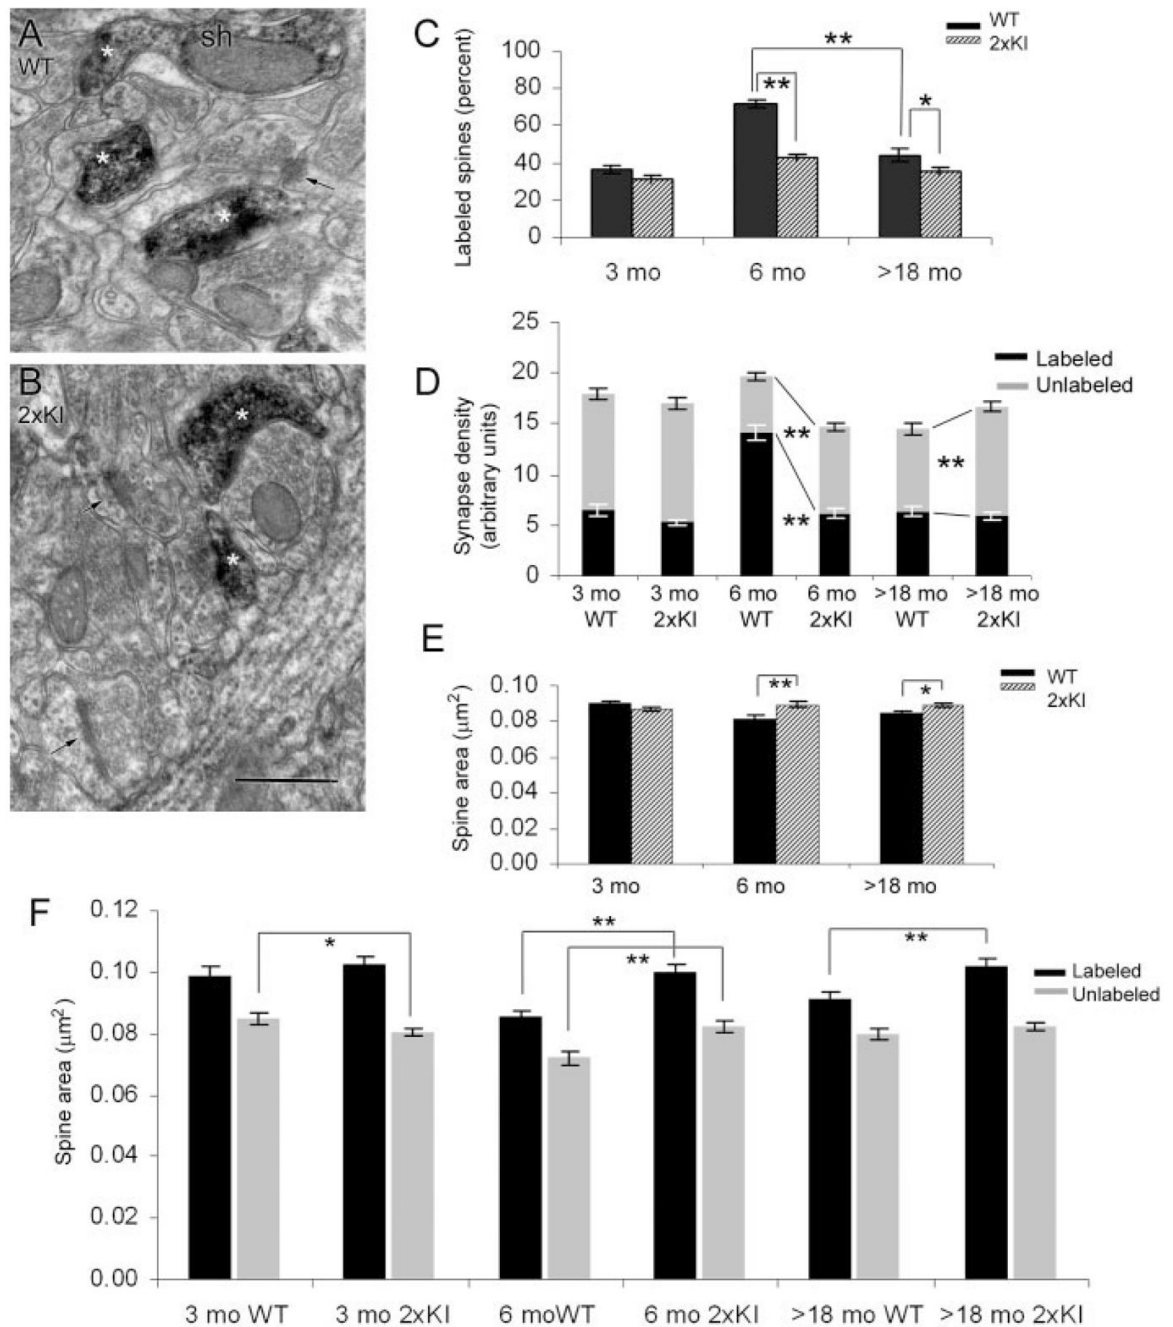 A
WT
*
sh
*
*
B
2xKI
*
*
C
Labeled spines (percent)
WT
2xKI
100
80
60
40
20
0
**
**
*
3 mo
6 mo
>18 mo
D
Synapse density
(arbitrary units)
Labeled
Unlabeled
25
20
15
10
5
0
**
**
**
3 mo
WT
3 mo
2xKI
6 mo
WT
6 mo
2xKI
>18 mo
WT
>18 mo
2xKI
E
Spine area (μm²)
WT
2xKI
0.10
0.08
0.06
0.04
0.02
0.00
**
*
3 mo
6 mo
>18 mo
F
Spine area (μm²)
Labeled
Unlabeled
0.12
0.10
0.08
0.06
0.04
0.02
0.00
*
**
**
**
3 mo WT
3 mo 2xKI
6 moWT
6 mo 2xKI
>18 mo WT
>18 mo 2xKI